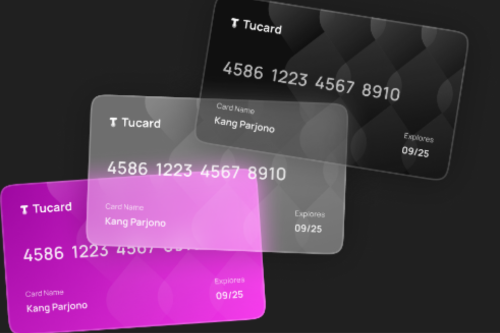 Tucard
4586 1223 4567 8910
Card Name
Kang Parjono
Explores
09/25
Tucard
4586 1223 4567 8910
Card Name
Kang Parjono
Explores
09/25
Tucard
4586 1223 4567
Card Name
Kang Parjono
Explores
09/25